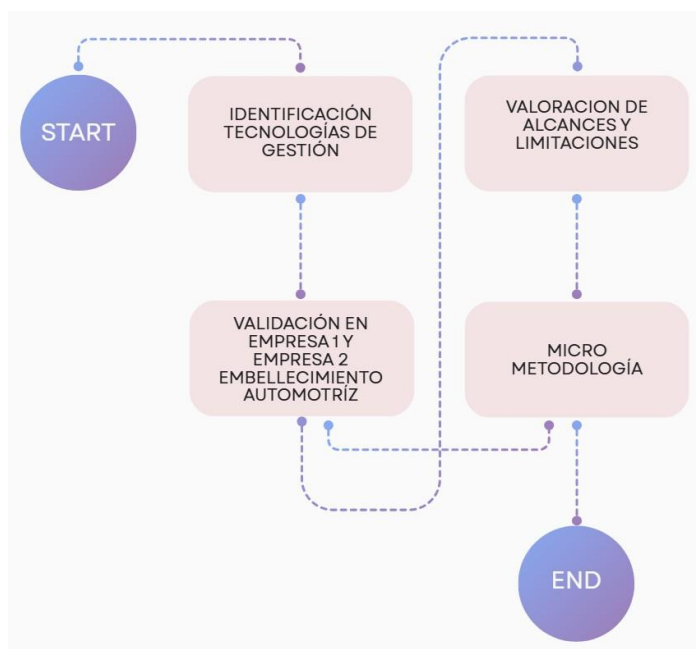 START
IDENTIFICACIÓN
TECNOLOGÍAS DE
GESTIÓN
VALIDACIÓN EN
EMPRESA 1 Y
EMPRESA 2
EMBELLECIMIENTO
AUTOMOTRÍZ
VALORACION DE
ALCANCES Y
LIMITACIONES
MICRO
METODOLOGÍA
END